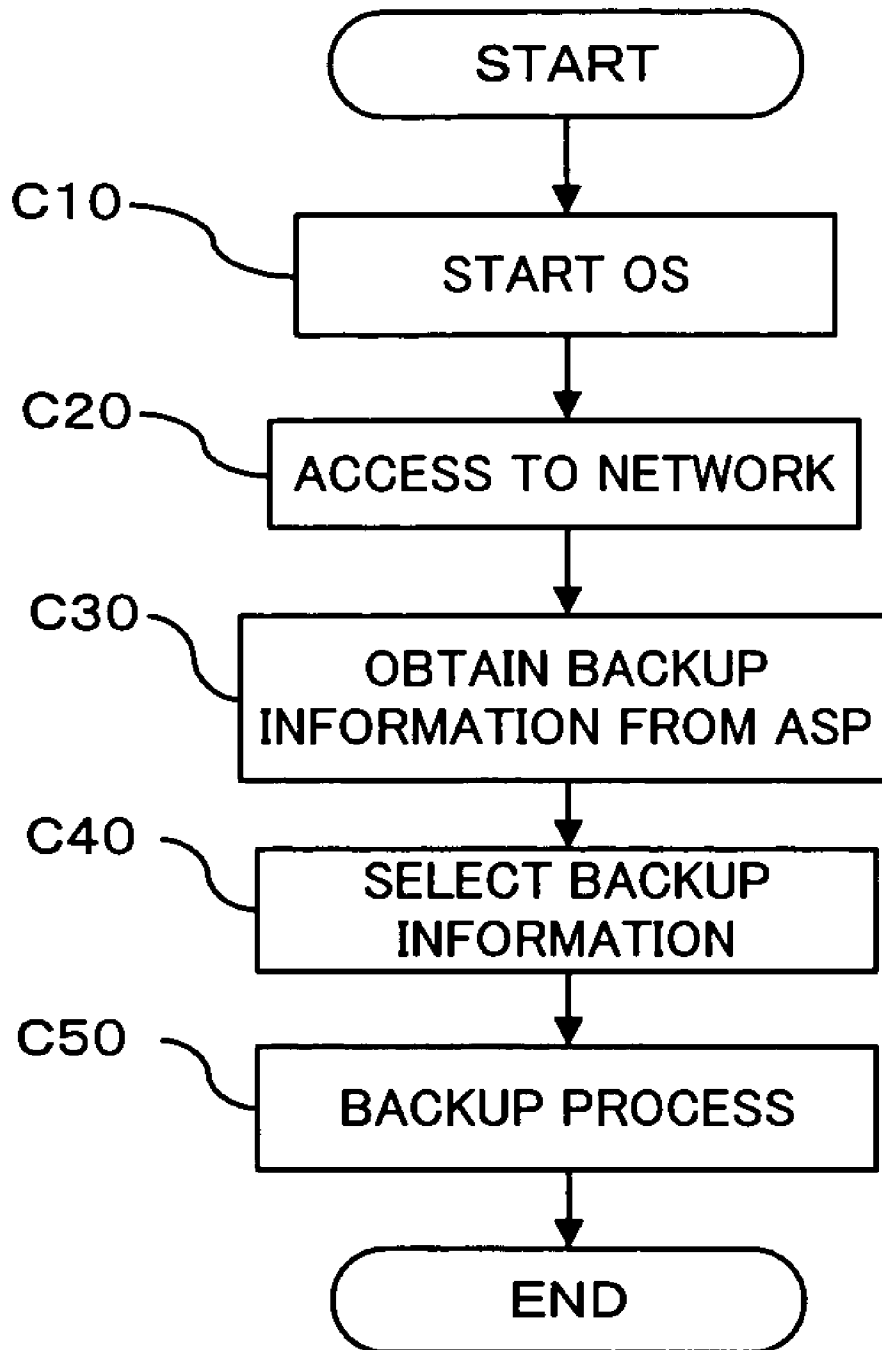 START
C10
START OS
C20
ACCESS TO NETWORK
C30
OBTAIN BACKUP
INFORMATION FROM ASP
C40
SELECT BACKUP
INFORMATION
C50
BACKUP PROCESS
END